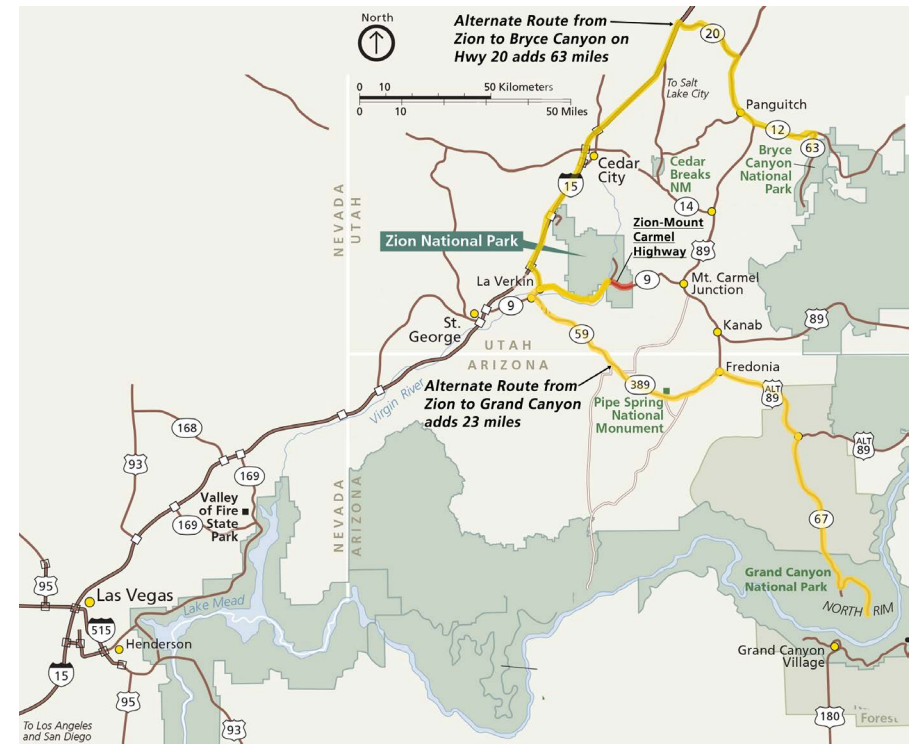 North
Alternate Route from
Zion to Bryce Canyon on
Hwy 20 adds 63 miles
20
To Salt
Lake City
0 10 50 Kilometers
0 10 50 Miles
Panguitch
12
63
Bryce
Canyon
National
Park
Cedar
City
Cedar
Breaks
NM
15
14
NEVADA
UTAH
Zion National Park
Zion-Mount
Carmel
Highway
89
La Verkin
9
9
Mt. Carmel
Junction
St.
George
59
89
Kanab
UTAH
ARIZONA
Fredonia
Alternate Route from
Zion to Grand Canyon
adds 23 miles
389
ALT
89
Pipe Spring
National
Monument
Virgin River
168
93
ALT
89
169
Valley
of Fire
State
Park
169
NEVADA
ARIZONA
67
95
Las Vegas
Lake Mead
Grand Canyon
National Park
NORTH RIM
515
Henderson
Grand Canyon
Village
15
95
93
180
Forest
To Los Angeles
and San Diego